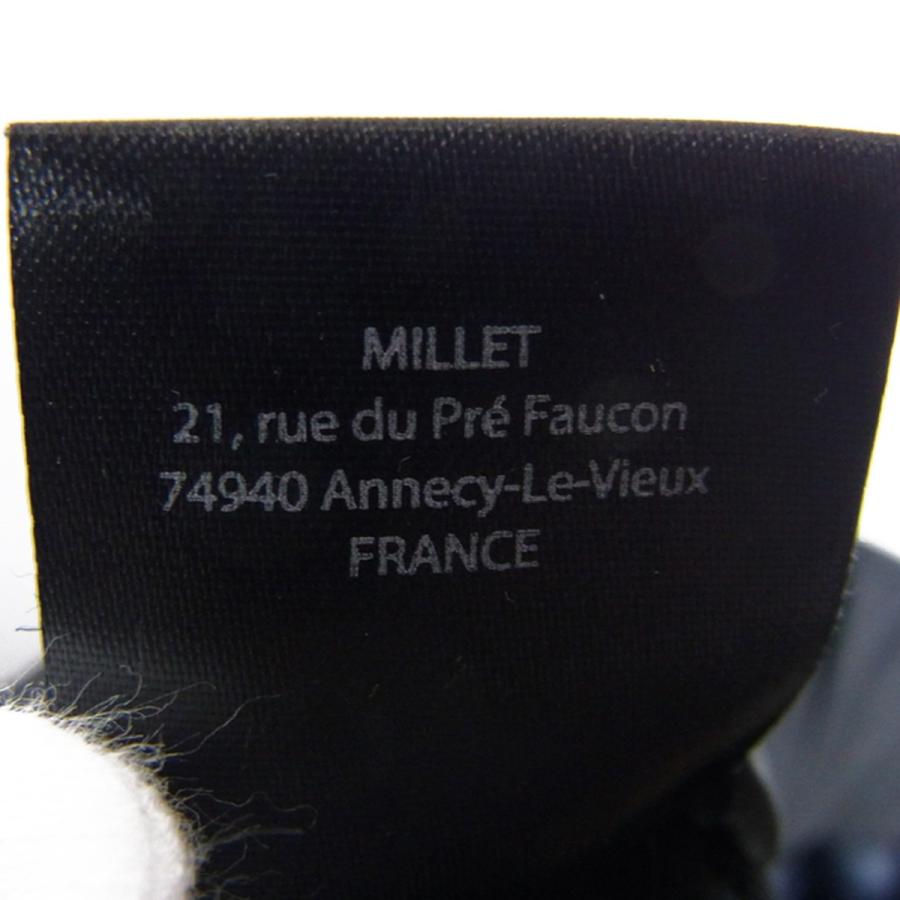 MILLET
21, rue du Pré Faucon
74940 Annecy-Le-Vieux
FRANCE